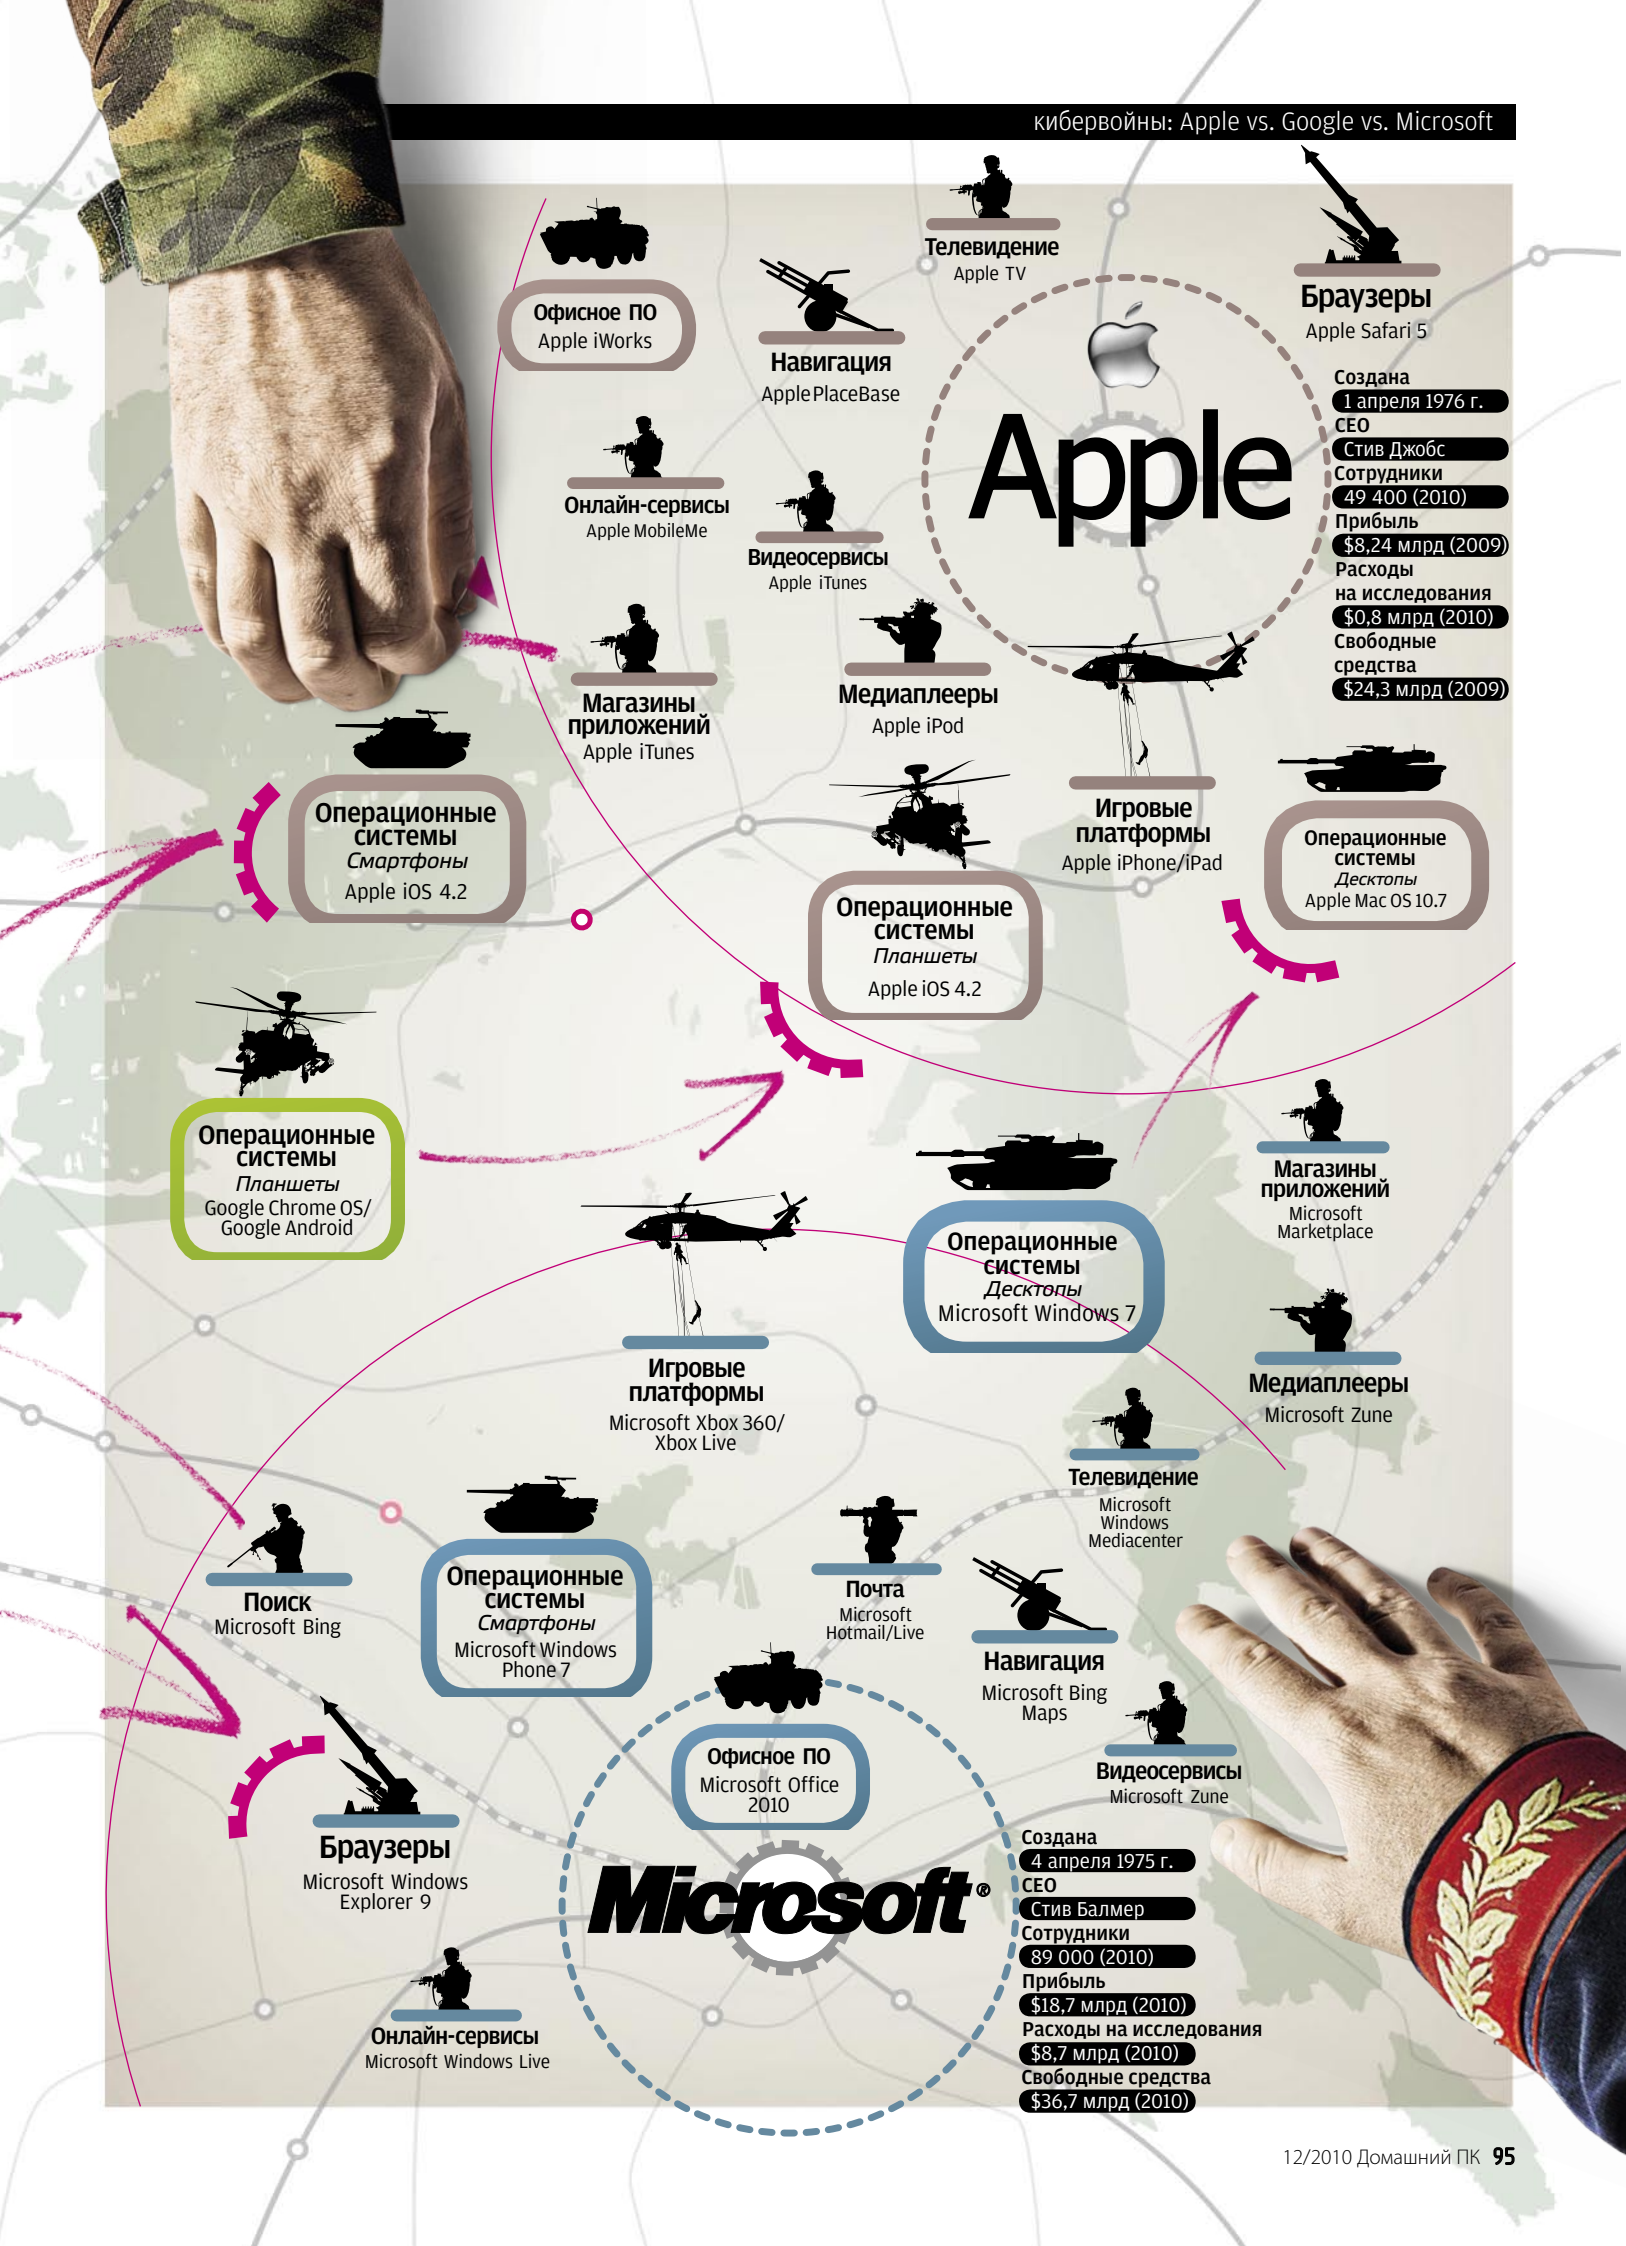 кибервойны: Apple vs. Google vs. Microsoft
Телевидение
Apple TV
Офисное ПО
Apple iWorks
Навигация
Apple PlaceBase
Браузеры
Apple Safari 5
Apple
Создана
1 апреля 1976 г.
CEO
Стив Джобс
Сотрудники
49 400 (2010)
Прибыль
$8,24 млрд (2009)
Расходы
на исследования
$0,8 млрд (2010)
Свободные
средства
$24,3 млрд (2009)
Онлайн-сервисы
Apple MobileMe
Видеосервисы
Apple iTunes
Магазины
приложений
Apple iTunes
Медиаплееры
Apple iPod
Игровые
платформы
Apple iPhone/iPad
Операционные
системы
Смартфоны
Apple iOS 4.2
Операционные
системы
Планшеты
Apple iOS 4.2
Операционные
системы
Десктопы
Apple Mac OS 10.7
Операционные
системы
Планшеты
Google Chrome OS/
Google Android
Магазины
приложений
Microsoft
Marketplace
Операционные
системы
Десктопы
Microsoft Windows 7
Игровые
платформы
Microsoft Xbox 360/
Xbox Live
Медиаплееры
Microsoft Zune
Телевидение
Microsoft
Windows
Mediacenter
Поиск
Microsoft Bing
Операционные
системы
Смартфоны
Microsoft Windows
Phone 7
Почта
Microsoft
Hotmail/Live
Навигация
Microsoft Bing
Maps
Видеосервисы
Microsoft Zune
Офисное ПО
Microsoft Office
2010
Браузеры
Microsoft Windows
Explorer 9
Microsoft®
Создана
4 апреля 1975 г.
CEO
Стив Балмер
Сотрудники
89 000 (2010)
Прибыль
$18,7 млрд (2010)
Расходы на исследования
$8,7 млрд (2010)
Свободные средства
$36,7 млрд (2010)
Онлайн-сервисы
Microsoft Windows Live
12/2010 Домашний ПК 95